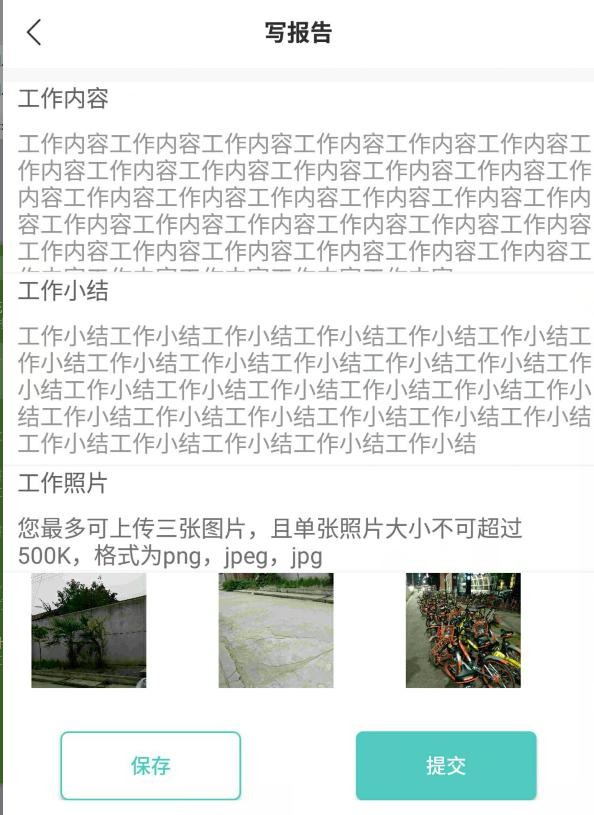 写报告
工作内容
工作内容工作内容工作内容工作内容工作内容工作内容工
作内容工作内容工作内容工作内容工作内容工作内容工作
内容工作内容工作内容工作内容工作内容工作内容工作内
容工作内容工作内容工作内容工作内容工作内容工作内容
工作内容工作内容工作内容工作内容工作内容工作内容工
工作小结
工作小结工作小结工作小结工作小结工作小结工作小结工
作小结工作小结工作小结工作小结工作小结工作小结工作
小结工作小结工作小结工作小结工作小结工作小结工作小
结工作小结工作小结工作小结工作小结工作小结工作小结
工作小结工作小结工作小结工作小结工作小结
工作照片
您最多可上传三张图片，且单张照片大小不可超过
500K，格式为png，jpeg，jpg
保存
提交